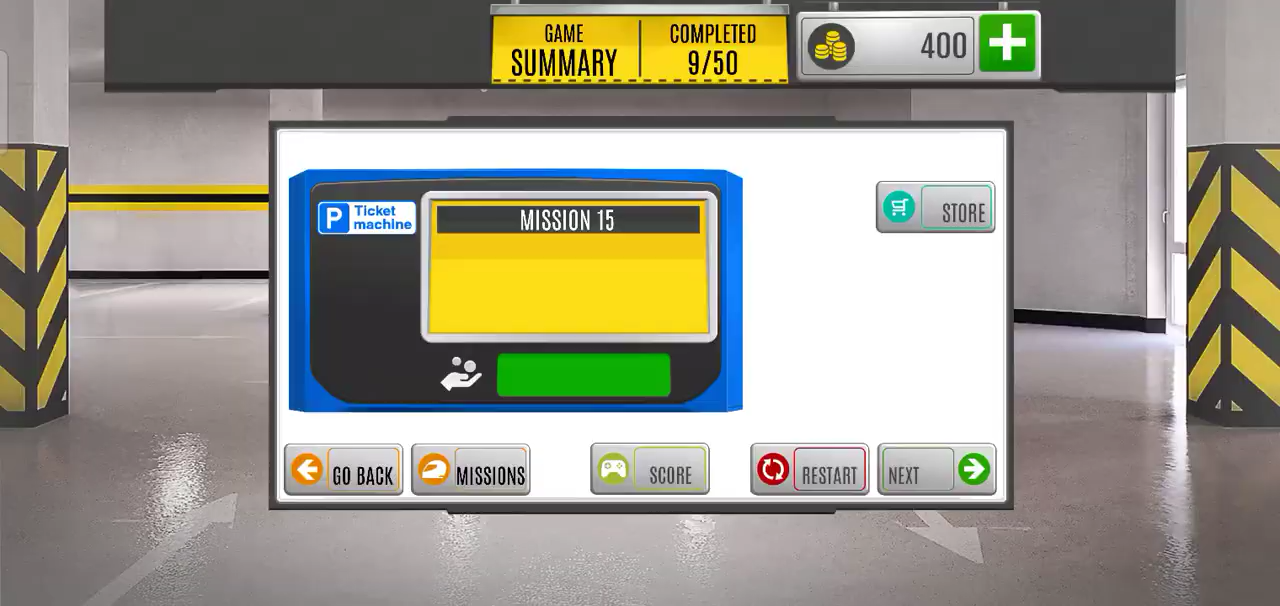 GAME
SUMMARY
COMPLETED
9/50
400
P Ticket
machine
MISSION 15
STORE
GO BACK
MISSIONS
SCORE
RESTART
NEXT